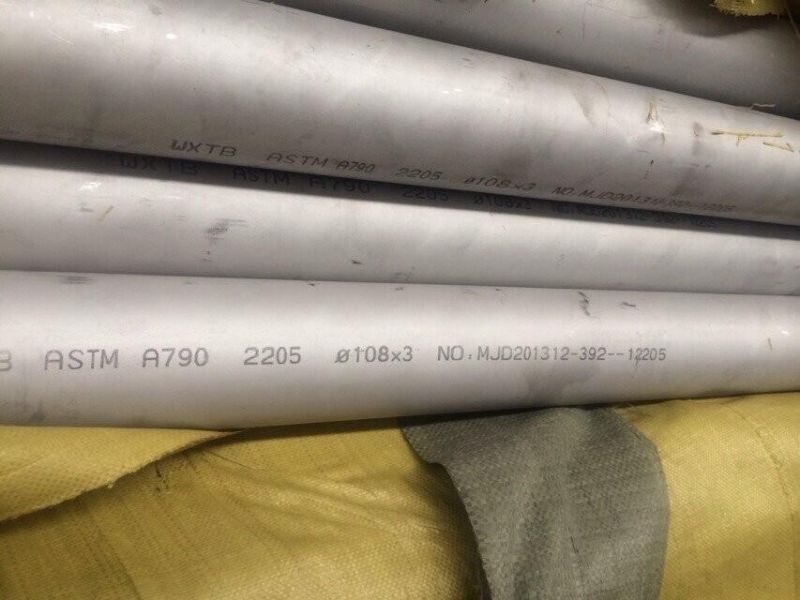 WXTB ASTM A790 2205 ø108×3 NO.MJD201312-392--12205
WXTB ASTM A790 2205 ø108×3
B ASTM A790 2205 ø108×3 NO.MJD201312-392--12205